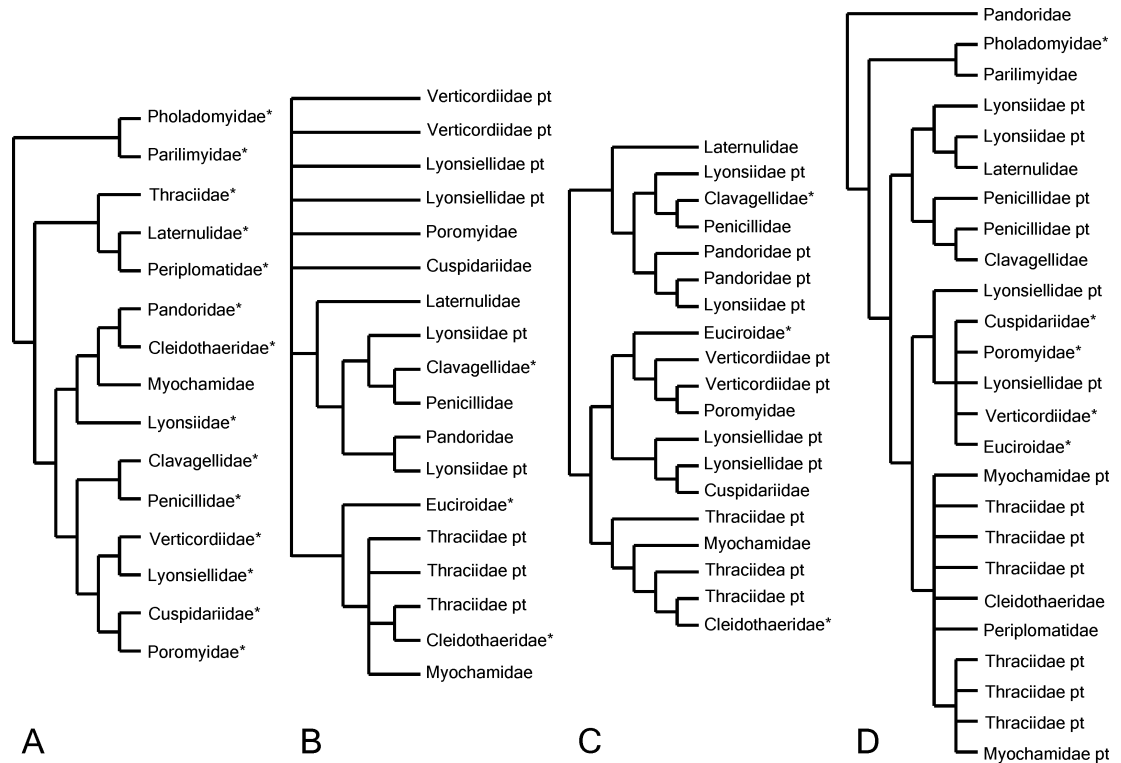 Pholadomyidae*
Parilimyidae*
Thraciidae*
Laternulidae*
Periplomatidae*
Pandoridae*
Cleidothaeridae*
Myochamidae
Lyonsiidae*
Clavagellidae*
Penicillidae*
Verticordiidae*
Lyonsiellidae*
Cuspidariidae*
Poromyidae*
A
Verticordiidae pt
Verticordiidae pt
Lyonsiellidae pt
Lyonsiellidae pt
Poromyidae
Cuspidariidae
Laternulidae
Lyonsiidae pt
Clavagellidae*
Penicillidae
Pandoridae
Lyonsiidae pt
Euciroidae*
Thraciidae pt
Thraciidae pt
Thraciidae pt
Cleidothaeridae*
Myochamidae
B
Laternulidae
Lyonsiidae pt
Clavagellidae*
Penicillidae
Pandoridae pt
Pandoridae pt
Lyonsiidae pt
Euciroidae*
Verticordiidae pt
Verticordiidae pt
Poromyidae
Lyonsiellidae pt
Lyonsiellidae pt
Cuspidariidae
Thraciidae pt
Myochamidae
Thraciidea pt
Thraciidae pt
Cleidothaeridae*
C
Pandoridae
Pholadomyidae*
Parilimyidae
Lyonsiidae pt
Lyonsiidae pt
Laternulidae
Penicillidae pt
Penicillidae pt
Clavagellidae
Lyonsiellidae pt
Cuspidariidae*
Poromyidae*
Lyonsiellidae pt
Verticordiidae*
Euciroidae*
Myochamidae pt
Thraciidae pt
Thraciidae pt
Thraciidae pt
Cleidothaeridae
Periplomatidae
Thraciidae pt
Thraciidae pt
Thraciidae pt
Myochamidae pt
D